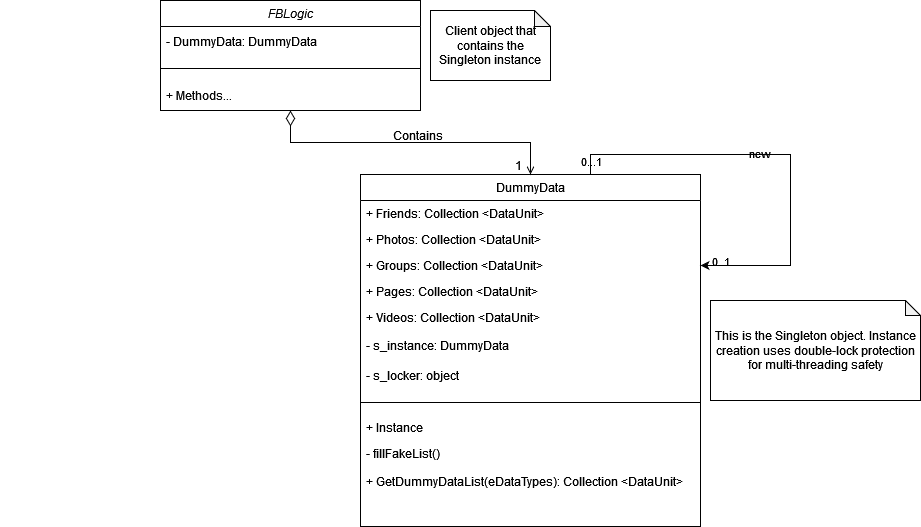 FBLogic
- DummyData: DummyData
+ Methods...
Client object that
contains the
Singleton instance
Contains
1
0...1
new
0..1
DummyData
+ Friends: Collection <DataUnit>
+ Photos: Collection <DataUnit>
+ Groups: Collection <DataUnit>
+ Pages: Collection <DataUnit>
+ Videos: Collection <DataUnit>
- s_instance: DummyData
- s_locker: object
+ Instance
- fillFakeList()
+ GetDummyDataList(eDataTypes): Collection <DataUnit>
This is the Singleton object. Instance
creation uses double-lock protection
for multi-threading safety